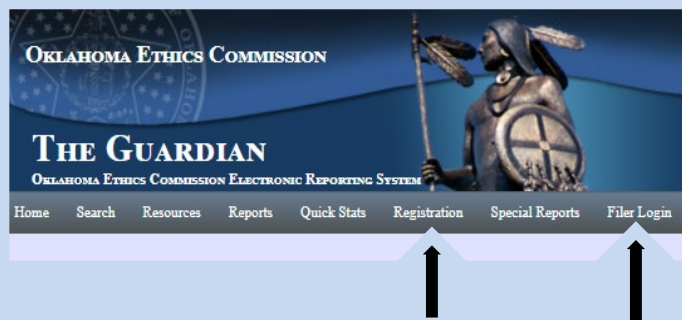 OKLAHOMA ETHICS COMMISSION
THE GUARDIAN
OKLAHOMA ETHICS COMMISSION ELECTRONIC REPORTING SYSTEM
Home Search Resources Reports Quick Stats Registration Special Reports Filer Login